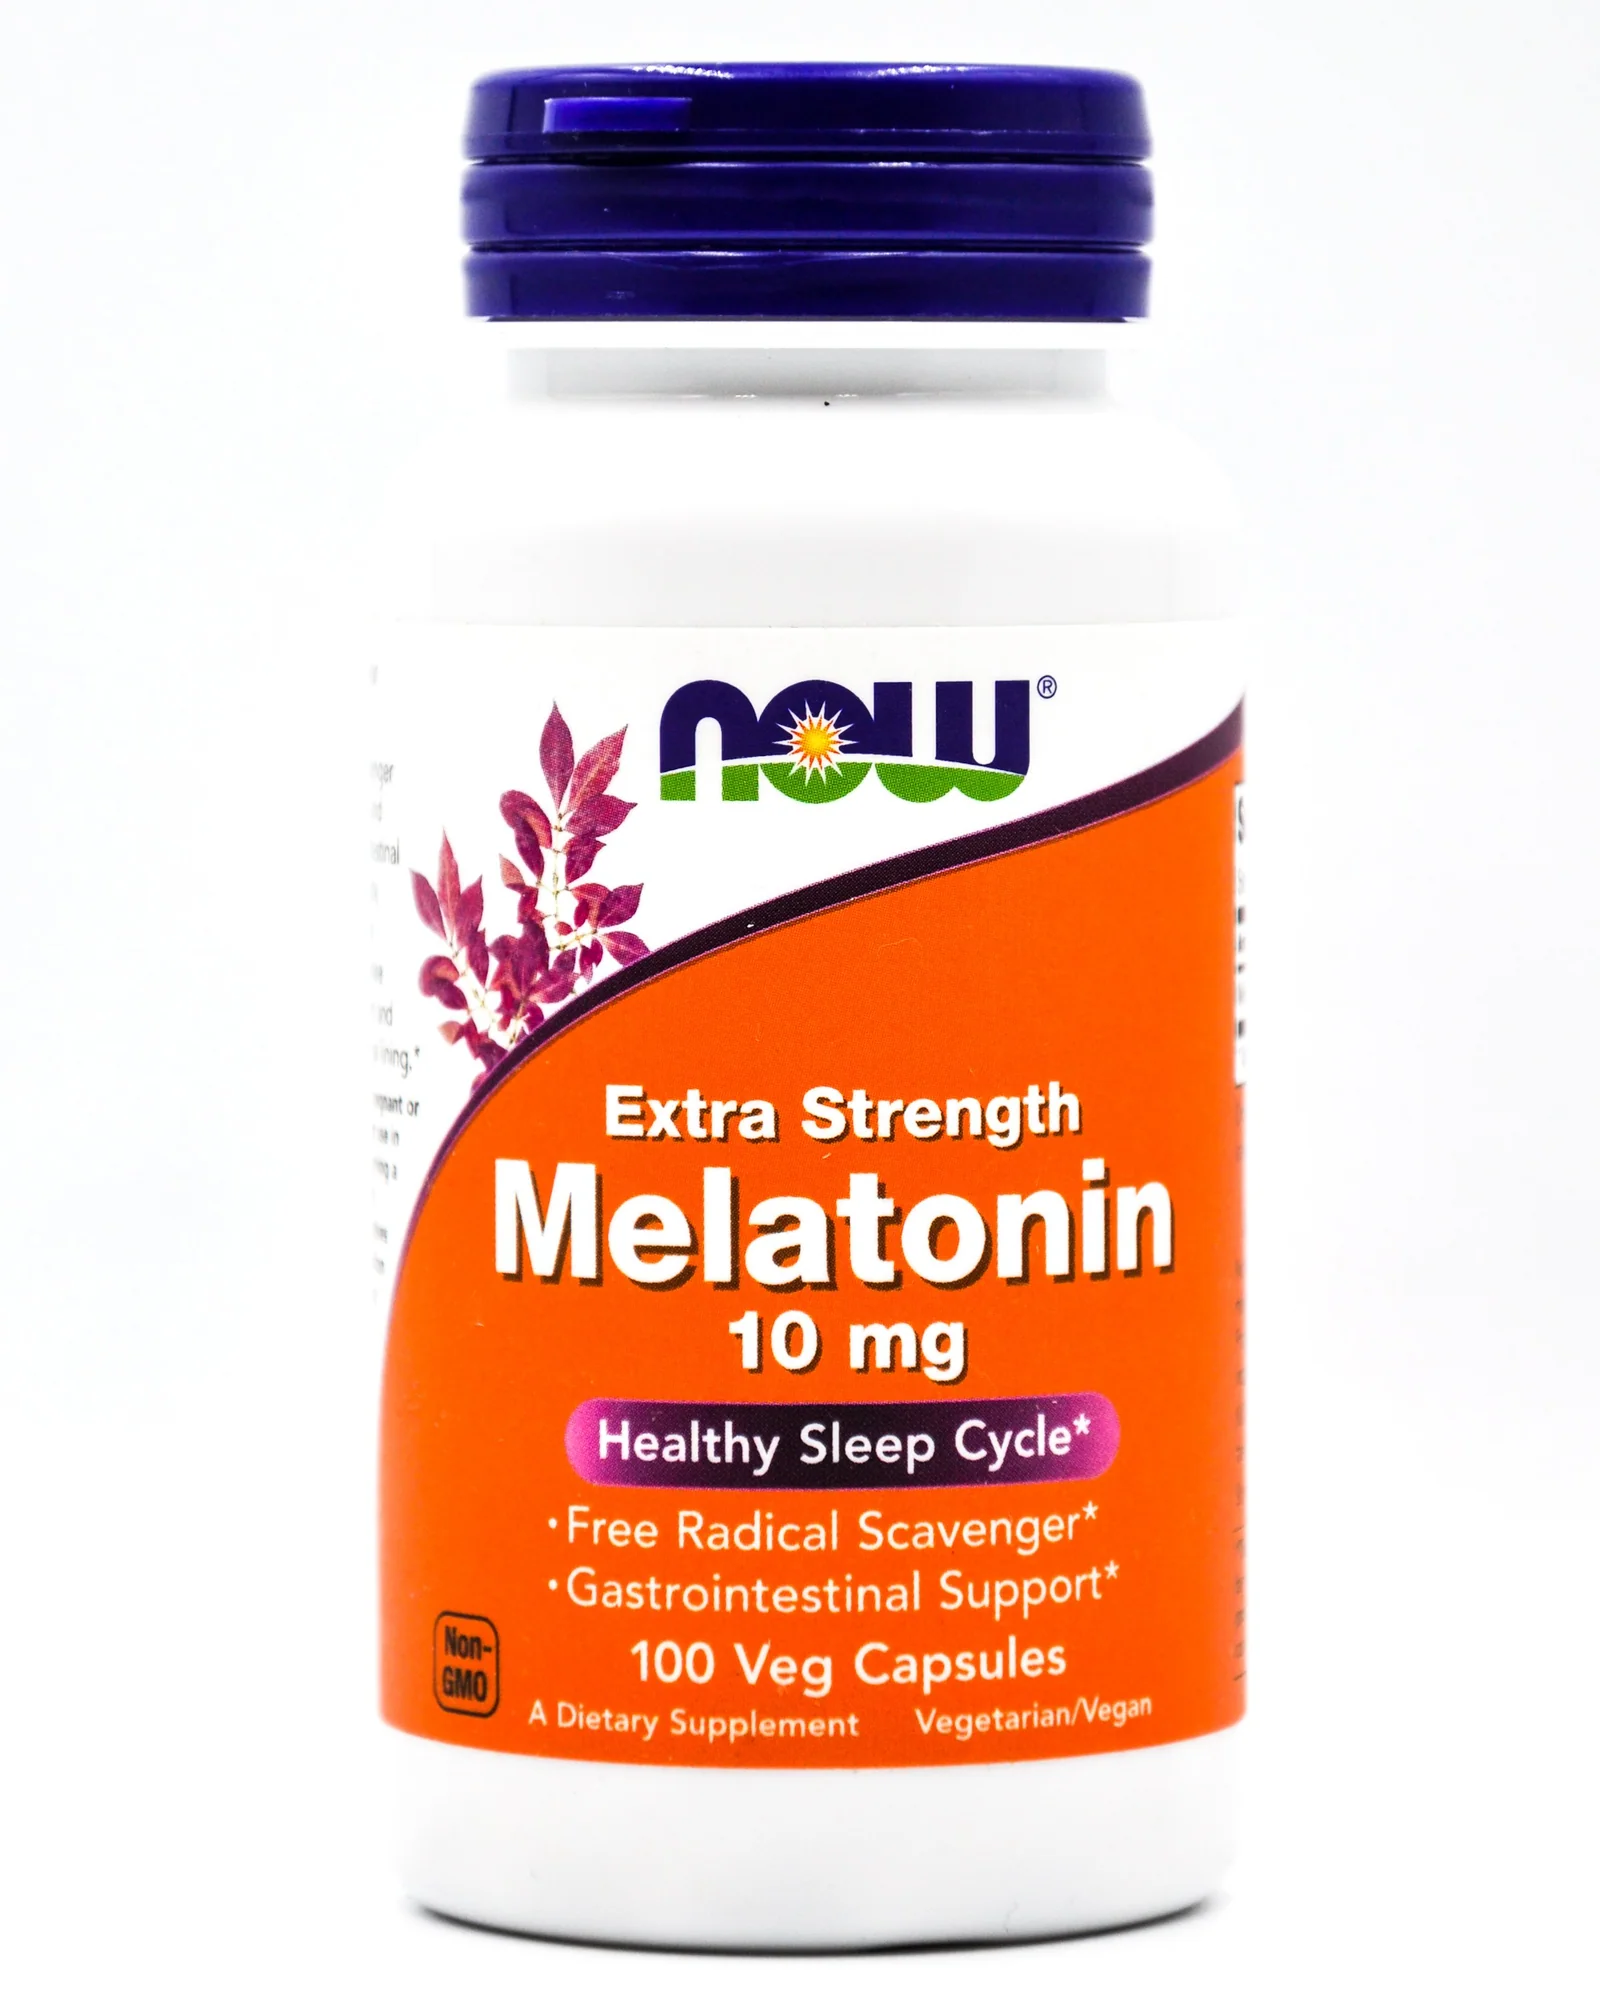 now®
Extra Strength
Melatonin
10 mg
Healthy Sleep Cycle*
•Free Radical Scavenger*
•Gastrointestinal Support*
100 Veg Capsules
Non-
GMO
A Dietary Supplement Vegetarian/Vegan